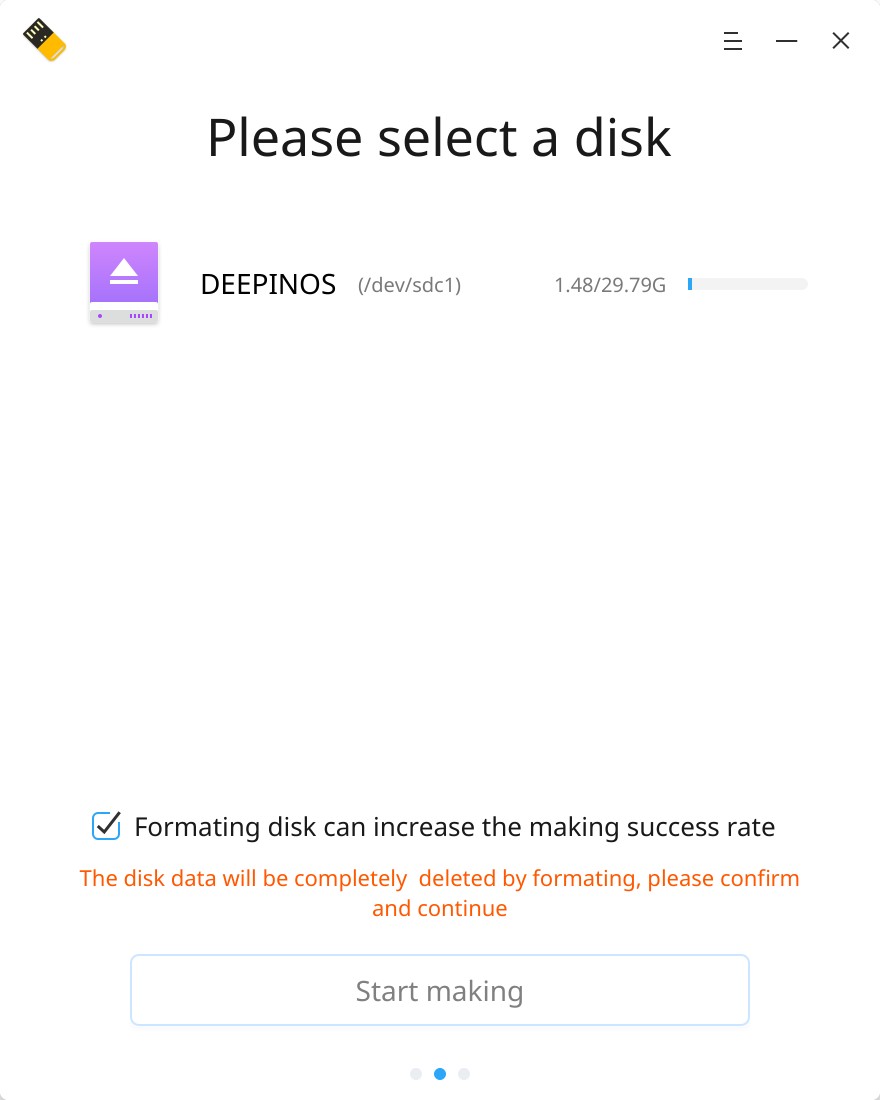 Please select a disk
DEEPINOS (/dev/sdc1) 1.48/29.79G
Formating disk can increase the making success rate
The disk data will be completely  deleted by formating, please confirm
and continue
Start making